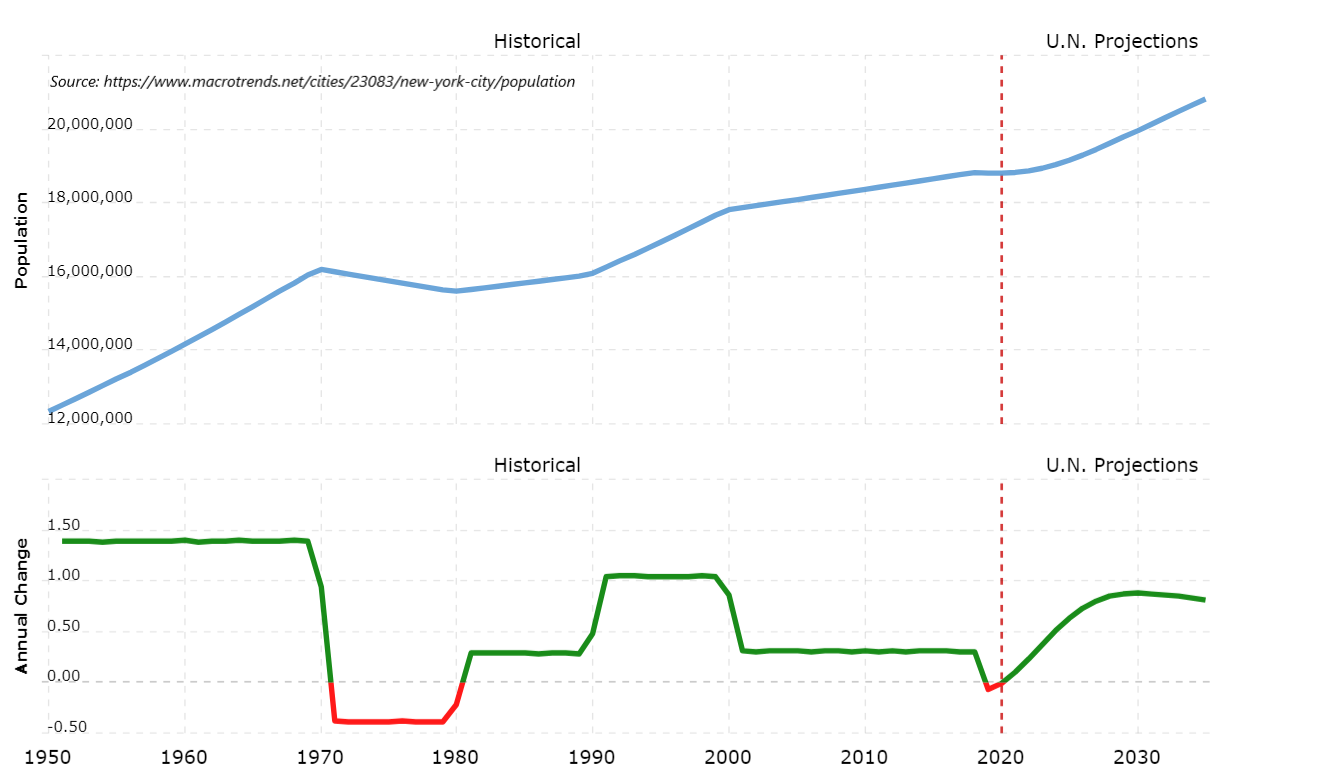 Historical
U.N. Projections
Source: https://www.macrotrends.net/cities/23083/new-york-city/population
20,000,000
18,000,000
16,000,000
14,000,000
12,000,000
Population
Historical
U.N. Projections
1.50
1.00
0.50
0.00
-0.50
Annual Change
1950 1960 1970 1980 1990 2000 2010 2020 2030